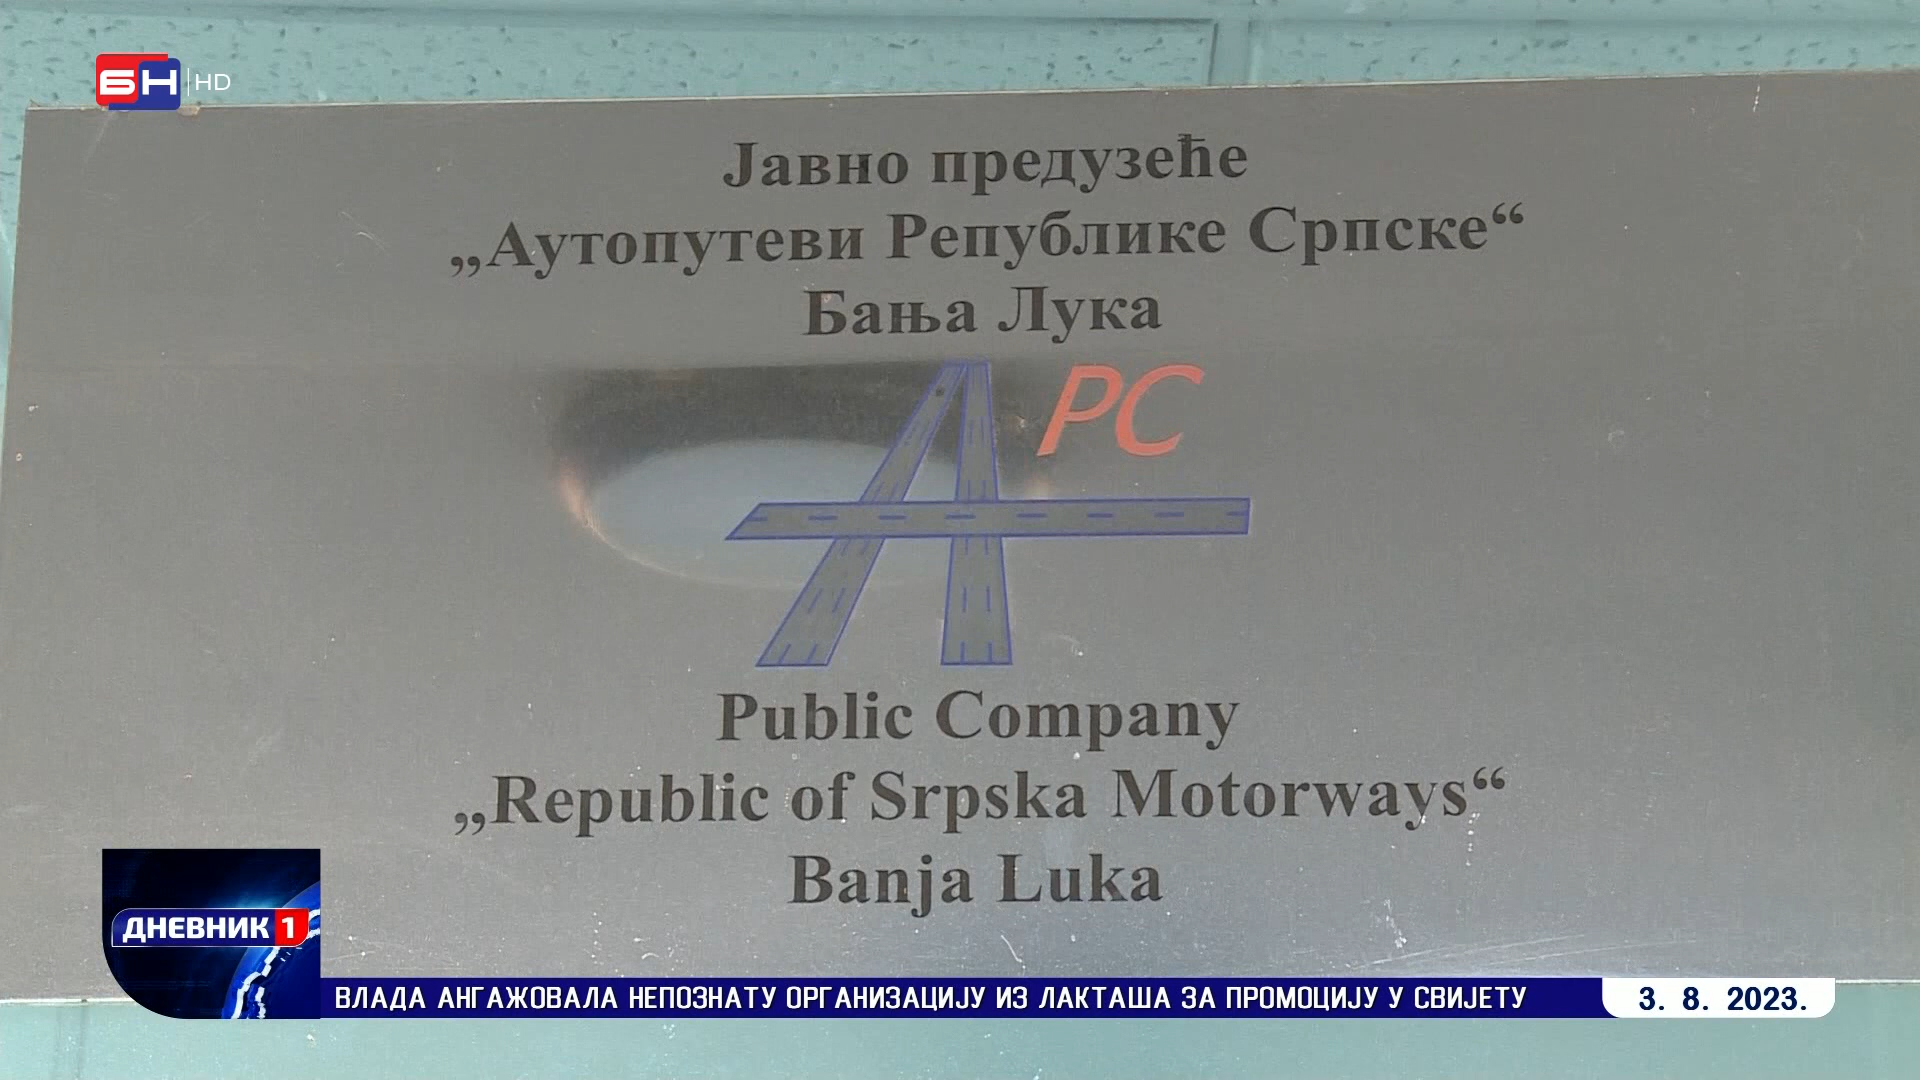 БН HD
Јавно предузеће
„Аутопутеви Републике Српске“
Бања Лука
РС
Public Company
„Republic of Srpska Motorways“
Banja Luka
ДНЕВНИК 1
ВЛАДА АНГАЖОВАЛА НЕПОЗНАТУ ОРГАНИЗАЦИЈУ ИЗ ЛАКТАША ЗА ПРОМОЦИЈУ У СВИЈЕТУ
3. 8. 2023.